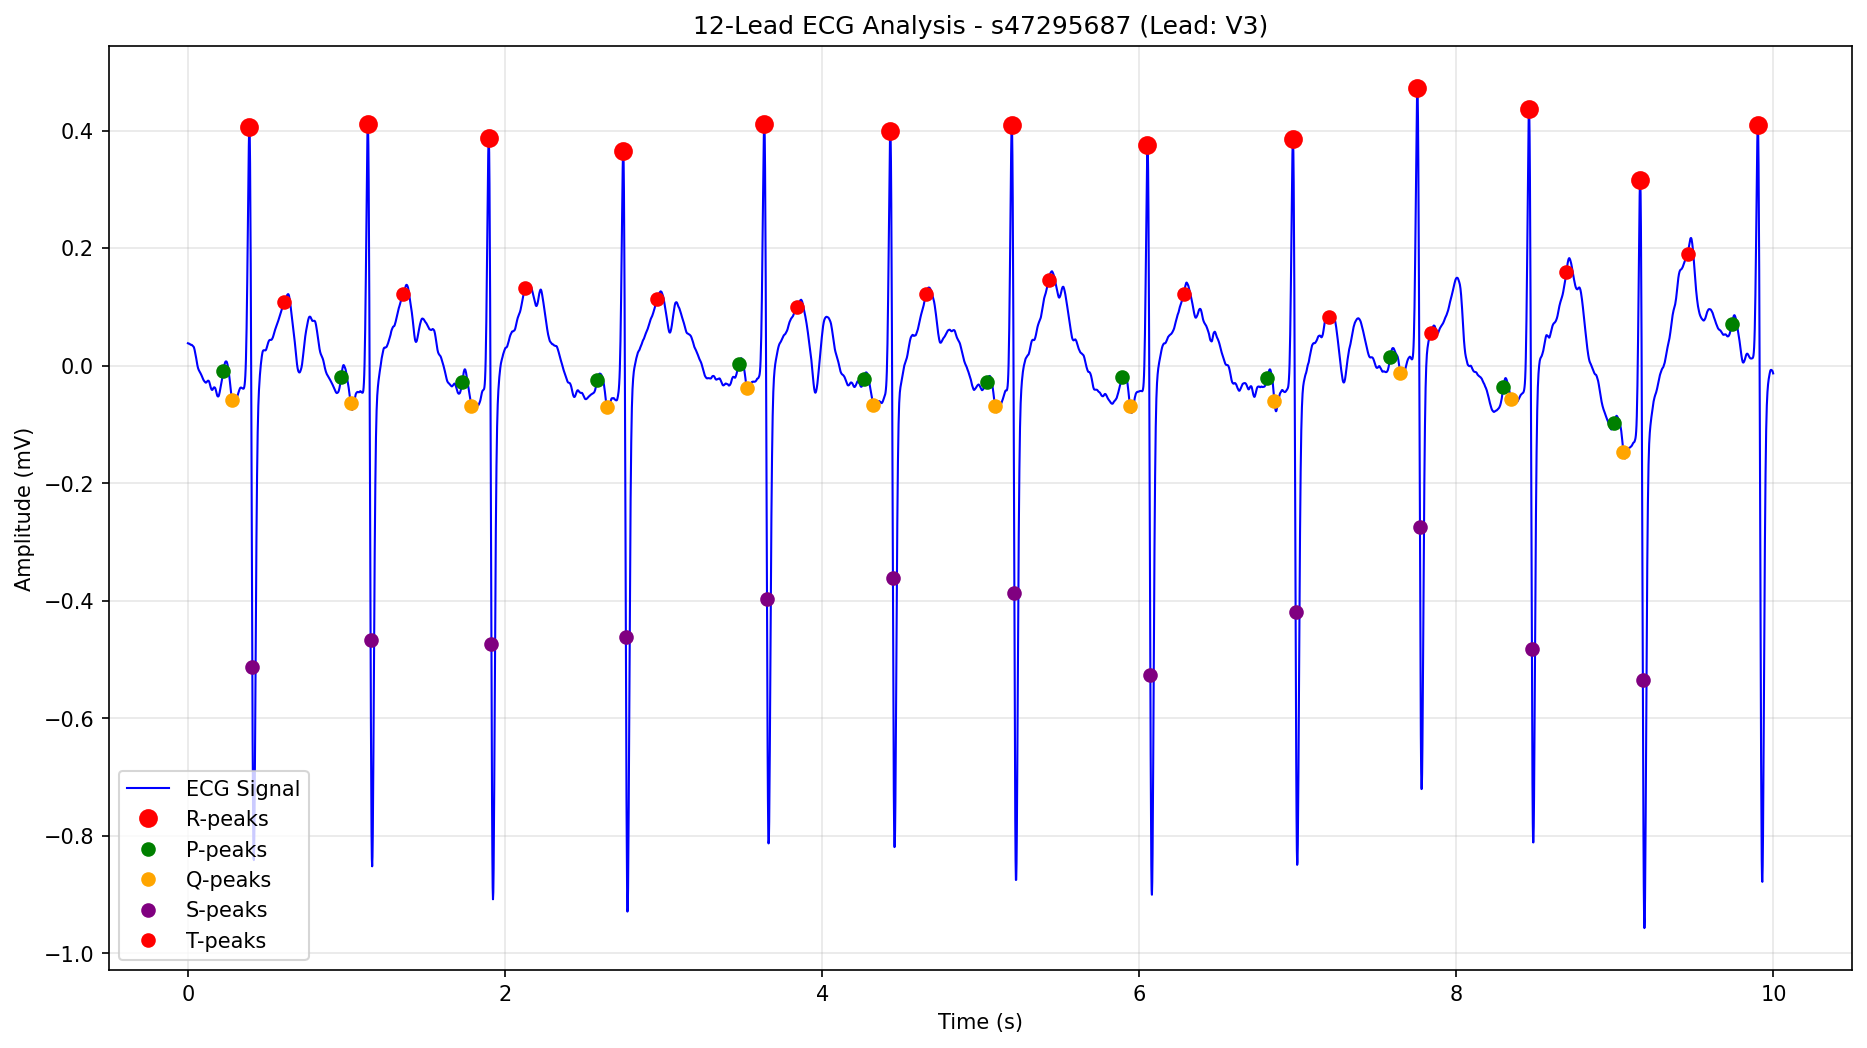 12-Lead ECG Analysis - s47295687 (Lead: V3)
Amplitude (mV)
0.4
0.2
0.0
−0.2
−0.4
−0.6
−0.8
−1.0
ECG Signal
R-peaks
P-peaks
Q-peaks
S-peaks
T-peaks
0 2 4 6 8 10
Time (s)